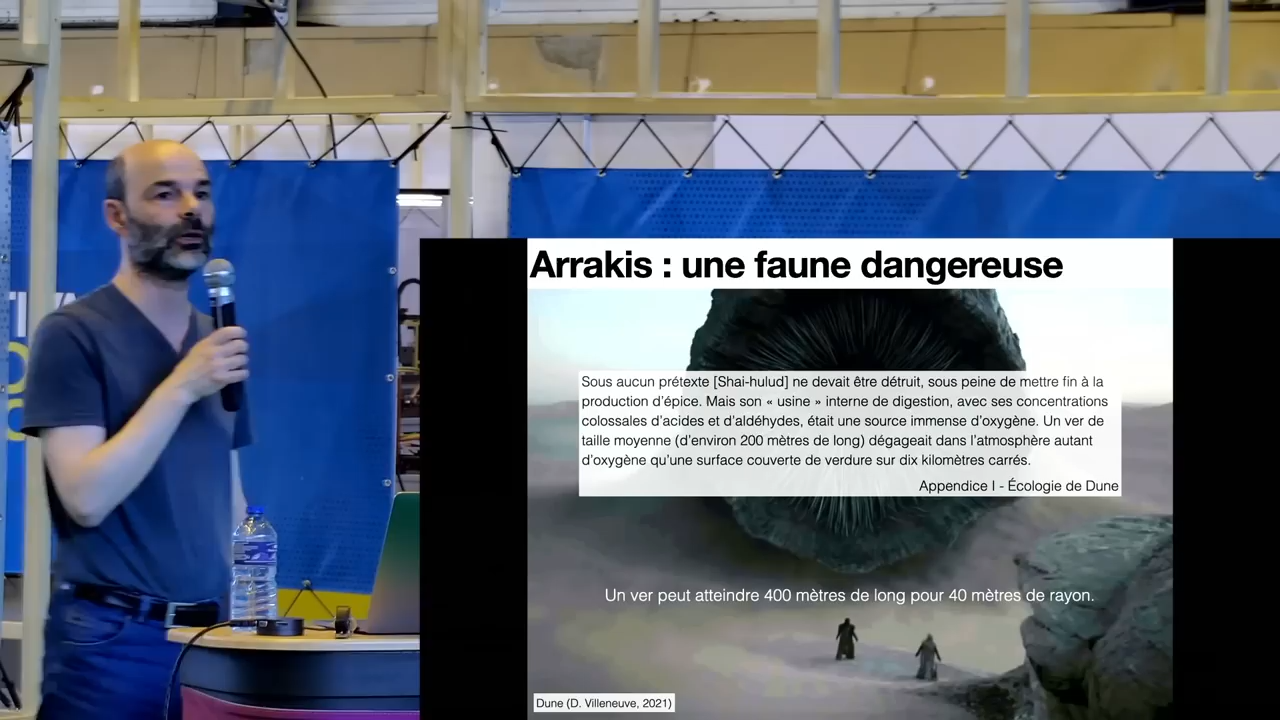 Arrakis : une faune dangereuse
Sous aucun prétexte [Shai-hulud] ne devait être détruit, sous peine de mettre fin à la
production d'épice. Mais son « usine » interne de digestion, avec ses concentrations
colossales d'acides et d'aldéhydes, était une source immense d'oxygène. Un ver de
taille moyenne (d'environ 200 mètres de long) dégageait dans l'atmosphère autant
d'oxygène qu'une surface couverte de verdure sur dix kilomètres carrés.
Appendice I - Écologie de Dune
Un ver peut atteindre 400 mètres de long pour 40 mètres de rayon.
Dune (D. Villeneuve, 2021)